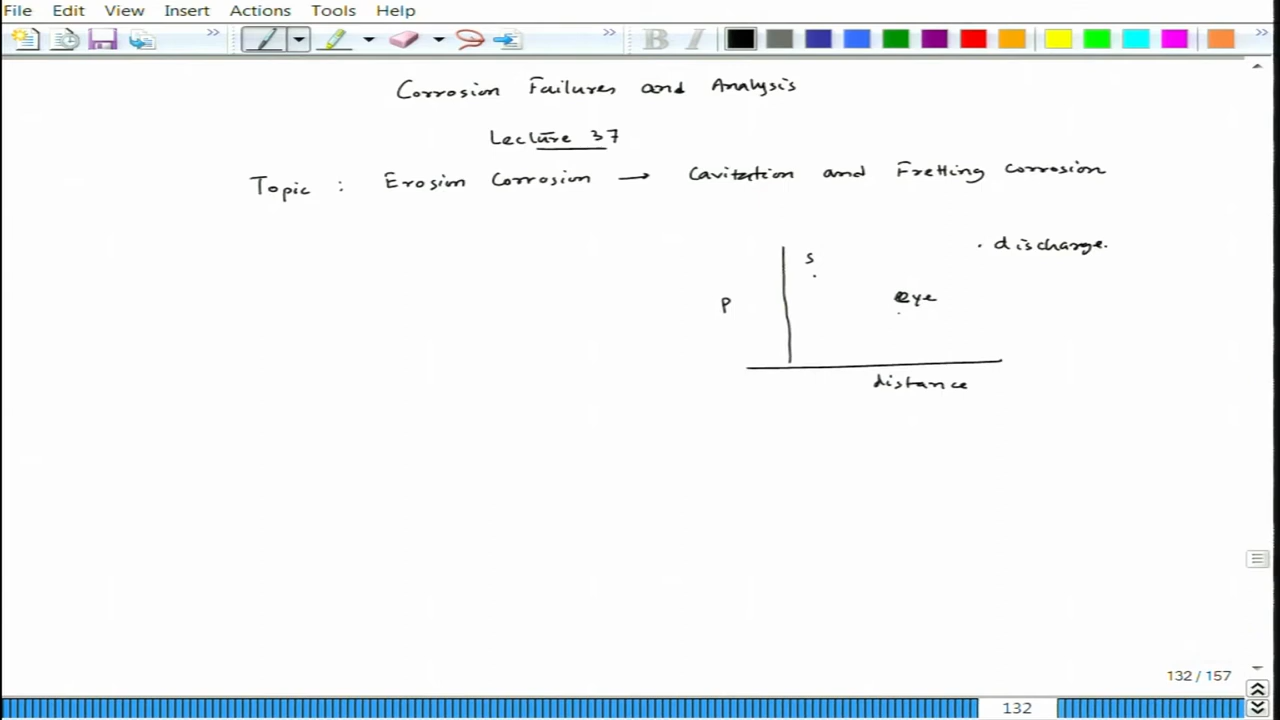 File Edit View Insert Actions Tools Help
B I
Corrosion Failures and Analysis
Lecture 37
Topic : Erosion Corrosion → Cavitation and Fretting Corrosion
discharge.
s
eye
P
distance
132 / 157
132